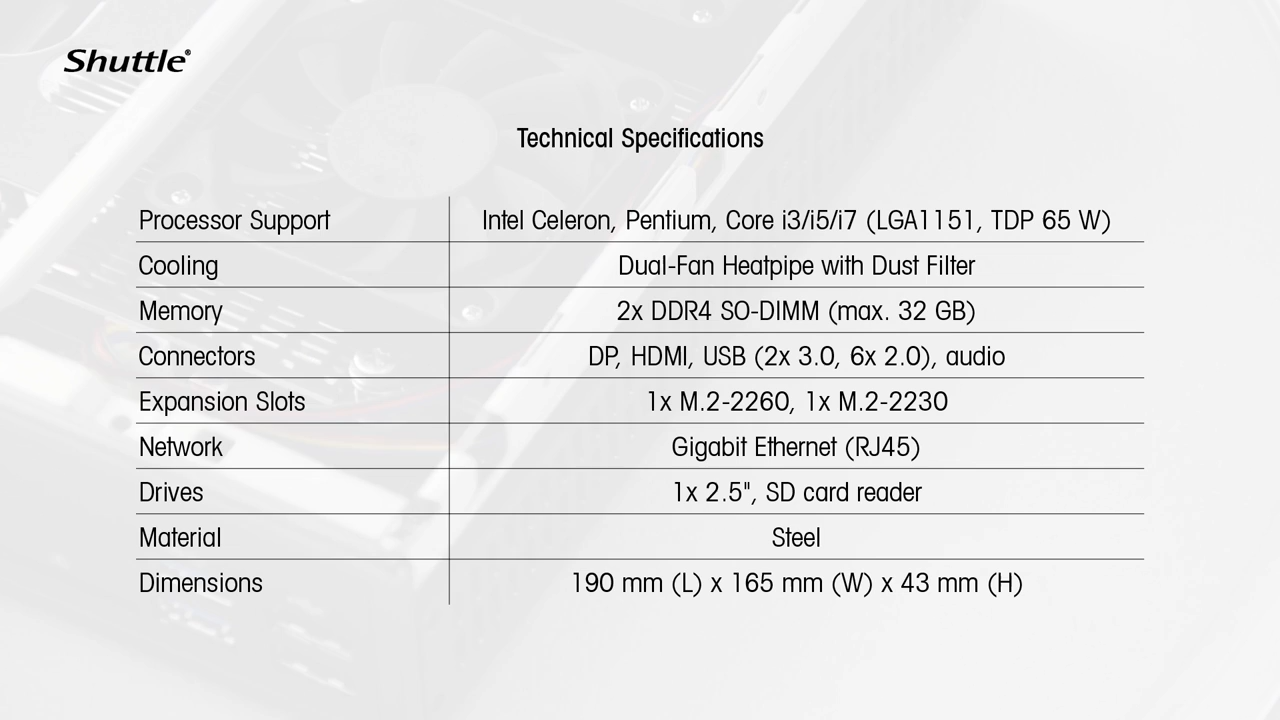 Shuttle®
Technical Specifications
Processor Support Intel Celeron, Pentium, Core i3/i5/i7 (LGA1151, TDP 65 W)
Cooling Dual-Fan Heatpipe with Dust Filter
Memory 2x DDR4 SO-DIMM (max. 32 GB)
Connectors DP, HDMI, USB (2x 3.0, 6x 2.0), audio
Expansion Slots 1x M.2-2260, 1x M.2-2230
Network Gigabit Ethernet (RJ45)
Drives 1x 2.5", SD card reader
Material Steel
Dimensions 190 mm (L) x 165 mm (W) x 43 mm (H)